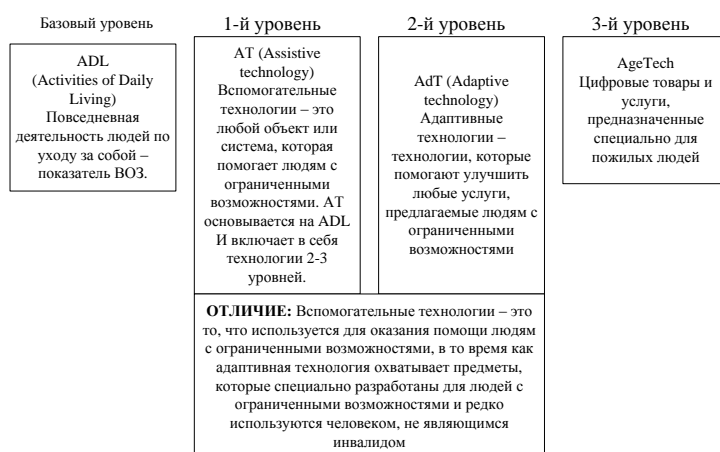 Базовый уровень
1-й уровень
2-й уровень
3-й уровень
ADL
(Activities of Daily
Living)
Повседневная
деятельность людей по
уходу за собой –
показатель ВОЗ.
AT (Assistive
technology)
Вспомогательные
технологии – это
любой объект или
система, которая
помогает людям с
ограниченными
возможностями. АТ
основывается на ADL
И включает в себя
технологии 2-3
уровней.
AdT (Adaptive
technology)
Адаптивные
технологии –
технологии, которые
помогают улучшить
любые услуги,
предлагаемые людям с
ограниченными
возможностями
AgeTech
Цифровые товары и
услуги,
предназначенные
специально для
пожилых людей
ОТЛИЧИЕ: Вспомогательные технологии – это
то, что используется для оказания помощи людям
с ограниченными возможностями, в то время как
адаптивная технология охватывает предметы,
которые специально разработаны для людей с
ограниченными возможностями и редко
используются человеком, не являющимся
инвалидом